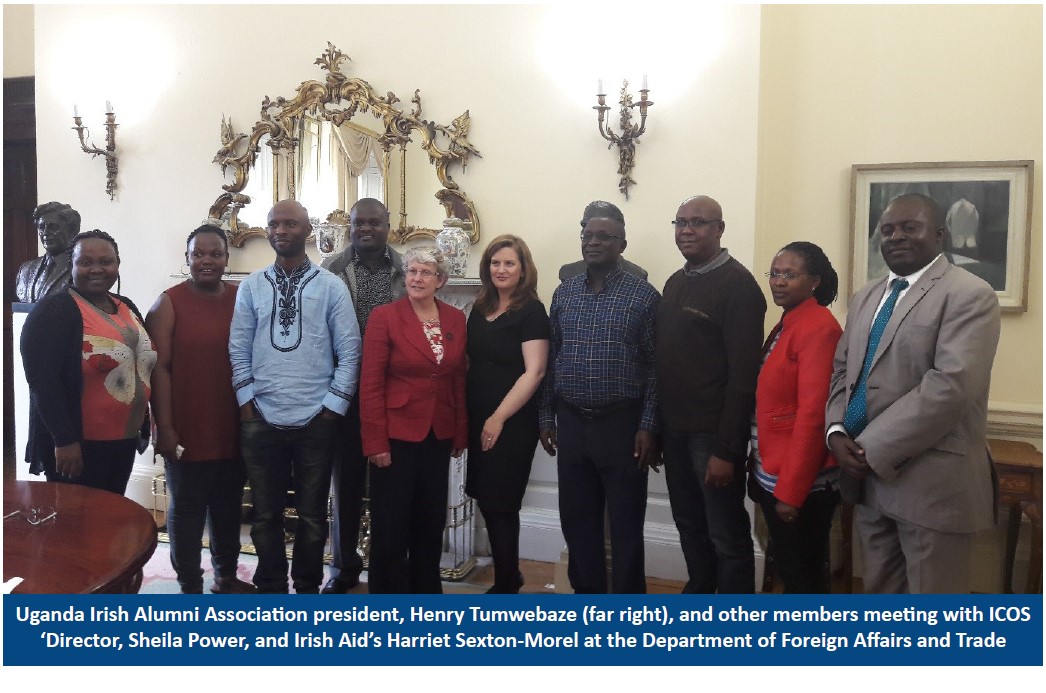 Uganda Irish Alumni Association president, Henry Tumwebaze (far right), and other members meeting with ICOS
‘Director, Sheila Power, and Irish Aid’s Harriet Sexton-Morel at the Department of Foreign Affairs and Trade